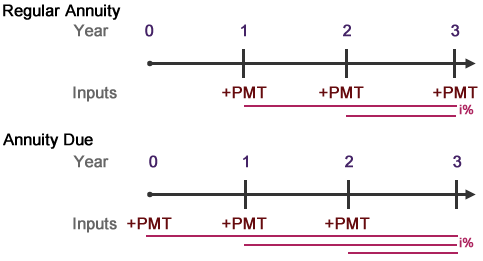 Regular Annuity
Year 0 1 2 3
Inputs +PMT +PMT +PMT
i%
Annuity Due
Year 0 1 2 3
Inputs +PMT +PMT +PMT
i%